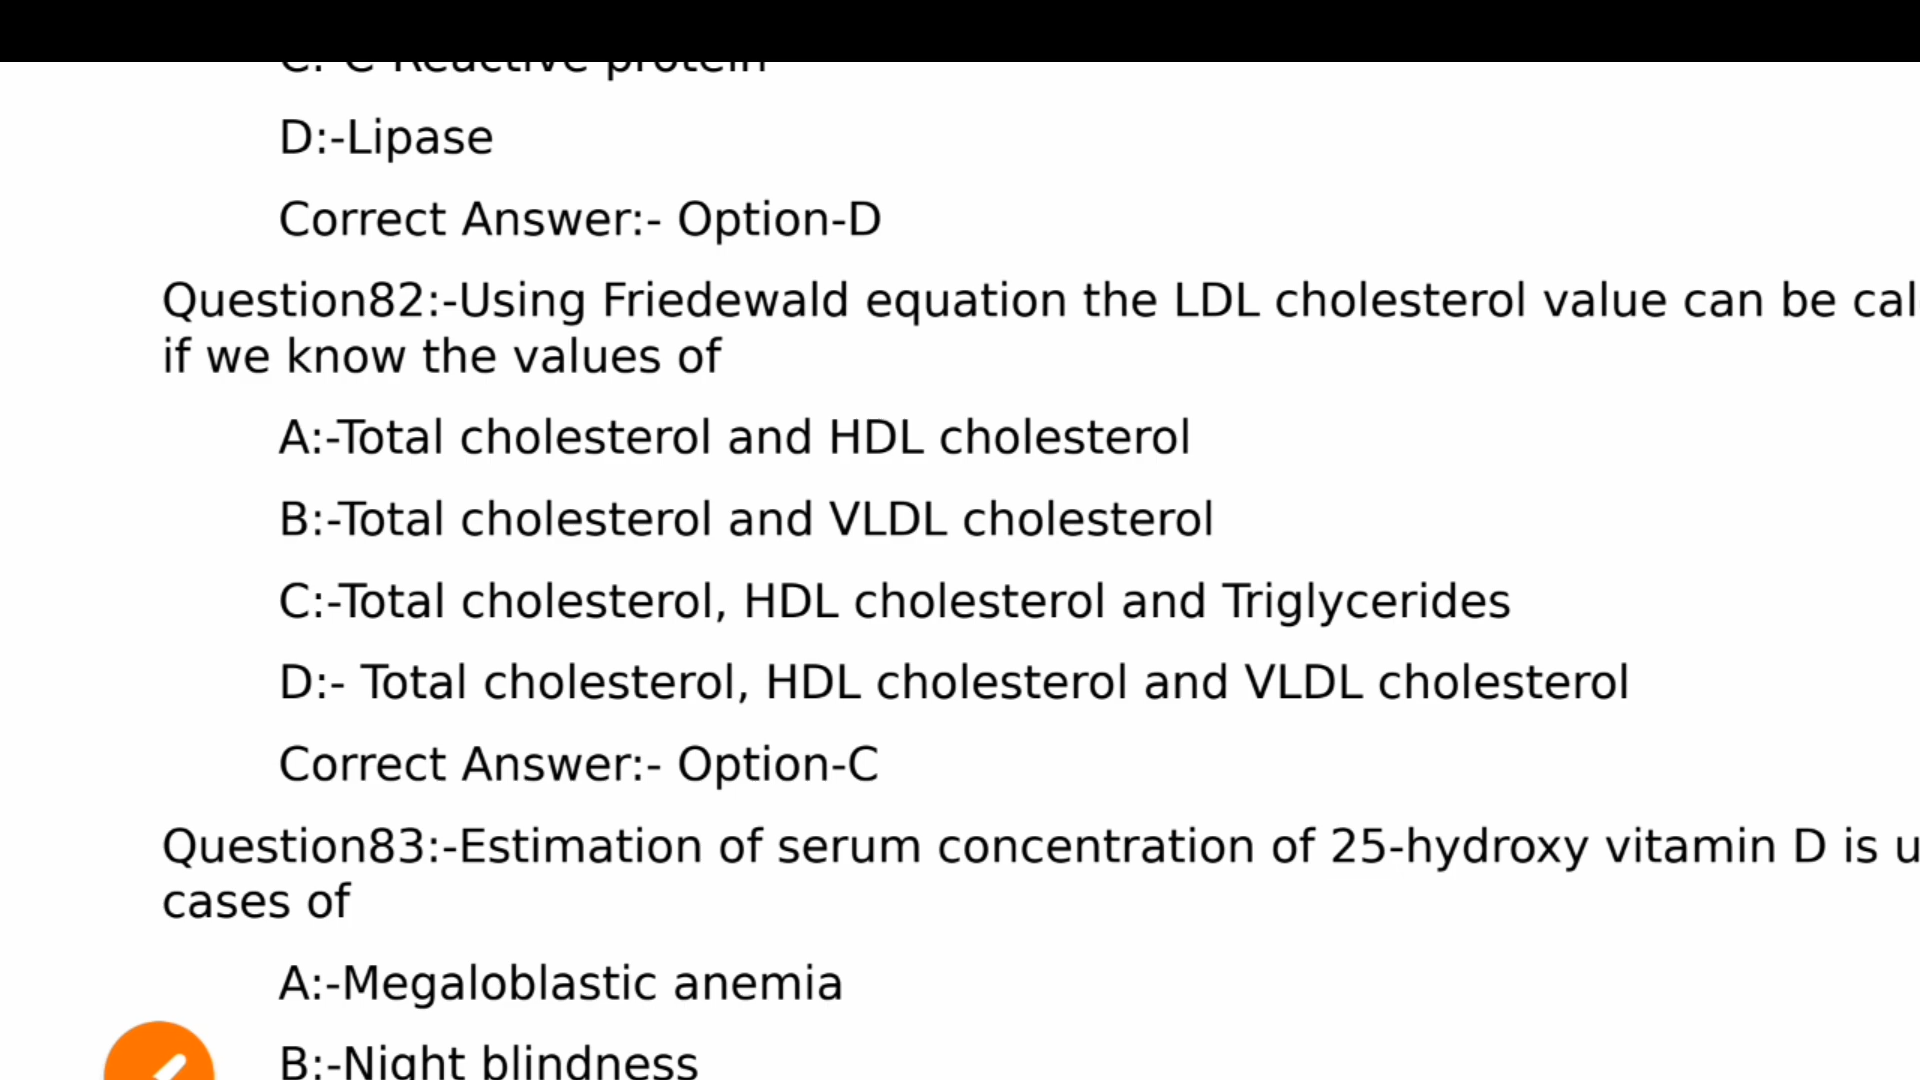 C:-C Reactive protein
D:-Lipase
Correct Answer:- Option-D
Question82:-Using Friedewald equation the LDL cholesterol value can be cal
if we know the values of
A:-Total cholesterol and HDL cholesterol
B:-Total cholesterol and VLDL cholesterol
C:-Total cholesterol, HDL cholesterol and Triglycerides
D:- Total cholesterol, HDL cholesterol and VLDL cholesterol
Correct Answer:- Option-C
Question83:-Estimation of serum concentration of 25-hydroxy vitamin D is u
cases of
A:-Megaloblastic anemia
B:-Night blindness